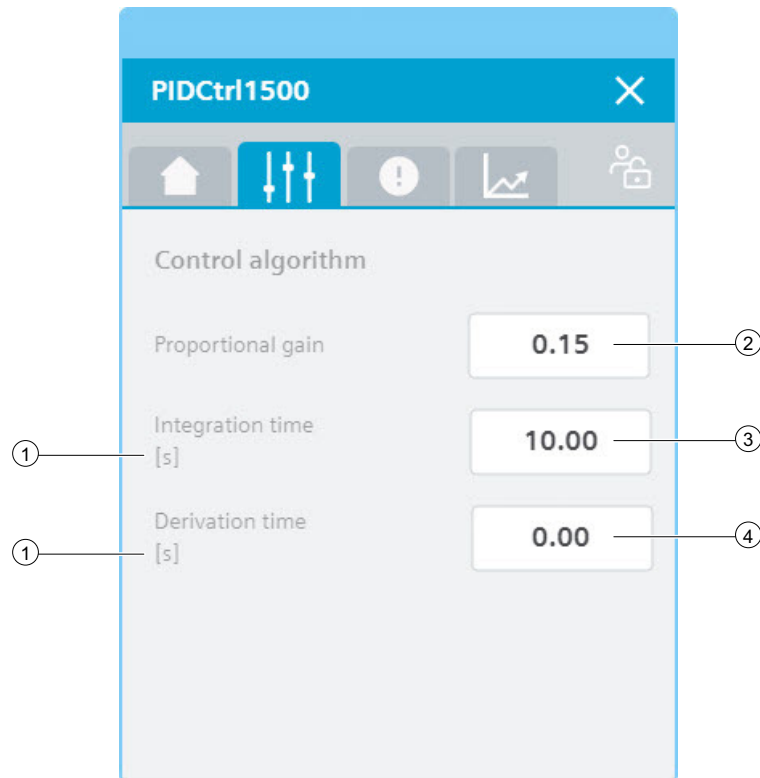 PIDCtrl1500
Control algorithm
Proportional gain
0.15
2
Integration time
[s]
10.00
3
1
Derivation time
[s]
0.00
4
1